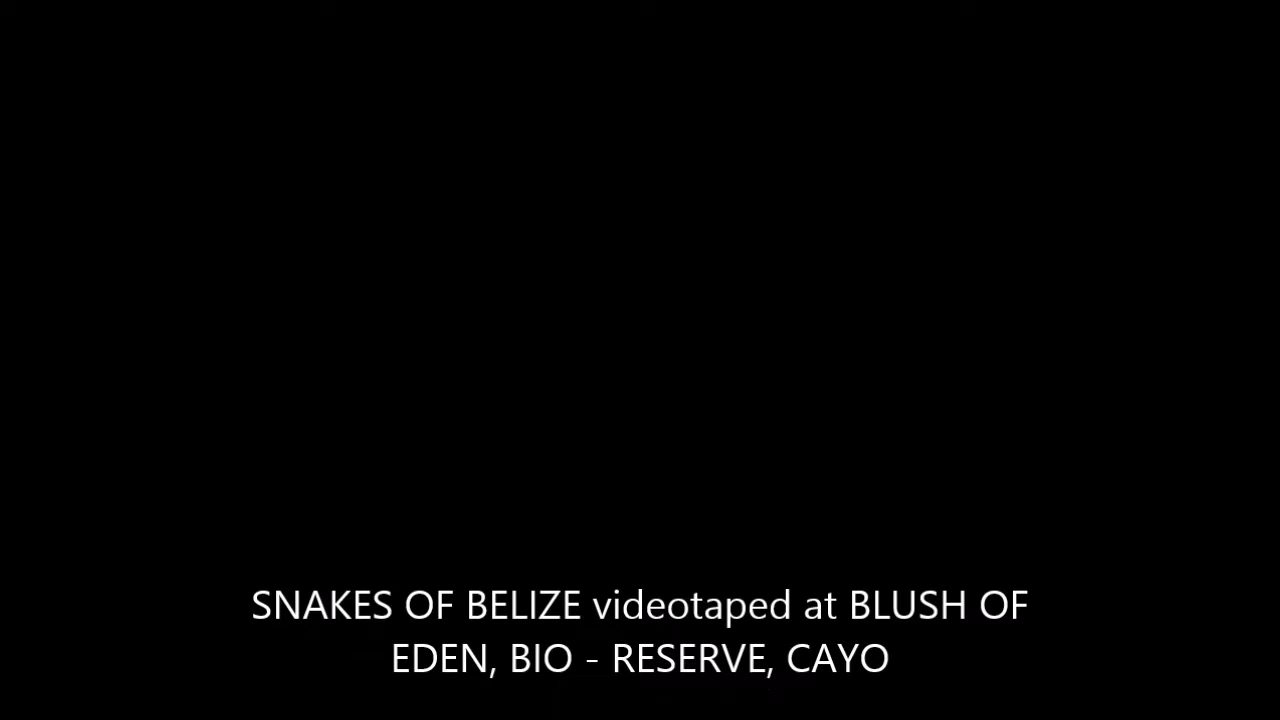 SNAKES OF BELIZE videotaped at BLUSH OF
EDEN, BIO - RESERVE, CAYO